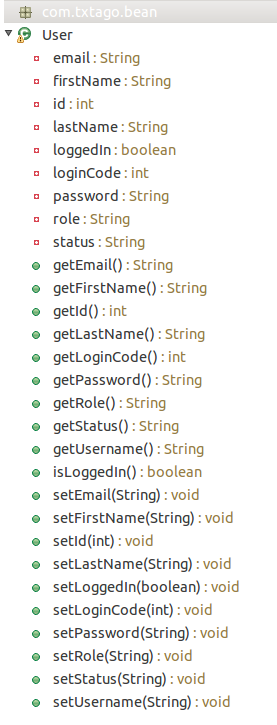 com.txtago.bean
User
email : String
firstName : String
id : int
lastName : String
loggedIn : boolean
loginCode : int
password : String
role : String
status : String
getEmail() : String
getFirstName() : String
getId() : int
getLastName() : String
getLoginCode() : int
getPassword() : String
getRole() : String
getStatus() : String
getUsername() : String
isLoggedIn() : boolean
setEmail(String) : void
setFirstName(String) : void
setId(int) : void
setLastName(String) : void
setLoggedIn(boolean) : void
setLoginCode(int) : void
setPassword(String) : void
setRole(String) : void
setStatus(String) : void
setUsername(String) : void